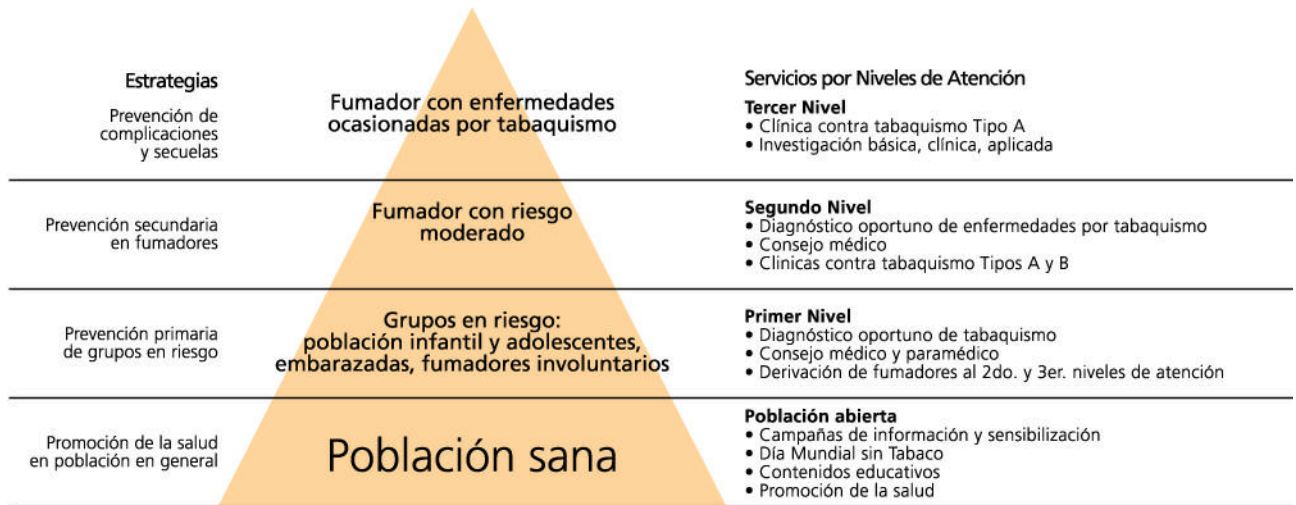 Estrategias
Prevención de
complicaciones
y secuelas
Fumador con enfermedades
ocasionadas por tabaquismo
Servicios por Niveles de Atención
Tercer Nivel
• Clínica contra tabaquismo Tipo A
• Investigación básica, clínica, aplicada
Prevención secundaria
en fumadores
Fumador con riesgo
moderado
Segundo Nivel
• Diagnóstico oportuno de enfermedades por tabaquismo
• Consejo médico
• Clinicas contra tabaquismo Tipos A y B
Prevención primaria
de grupos en riesgo
Grupos en riesgo:
población infantil y adolescentes,
embarazadas, fumadores involuntarios
Primer Nivel
• Diagnóstico oportuno de tabaquismo
• Consejo médico y paramédico
• Derivación de fumadores al 2do. y 3er. niveles de atención
Promoción de la salud
en población en general
Población sana
Población abierta
• Campañas de información y sensibilización
• Día Mundial sin Tabaco
• Contenidos educativos
• Promoción de la salud